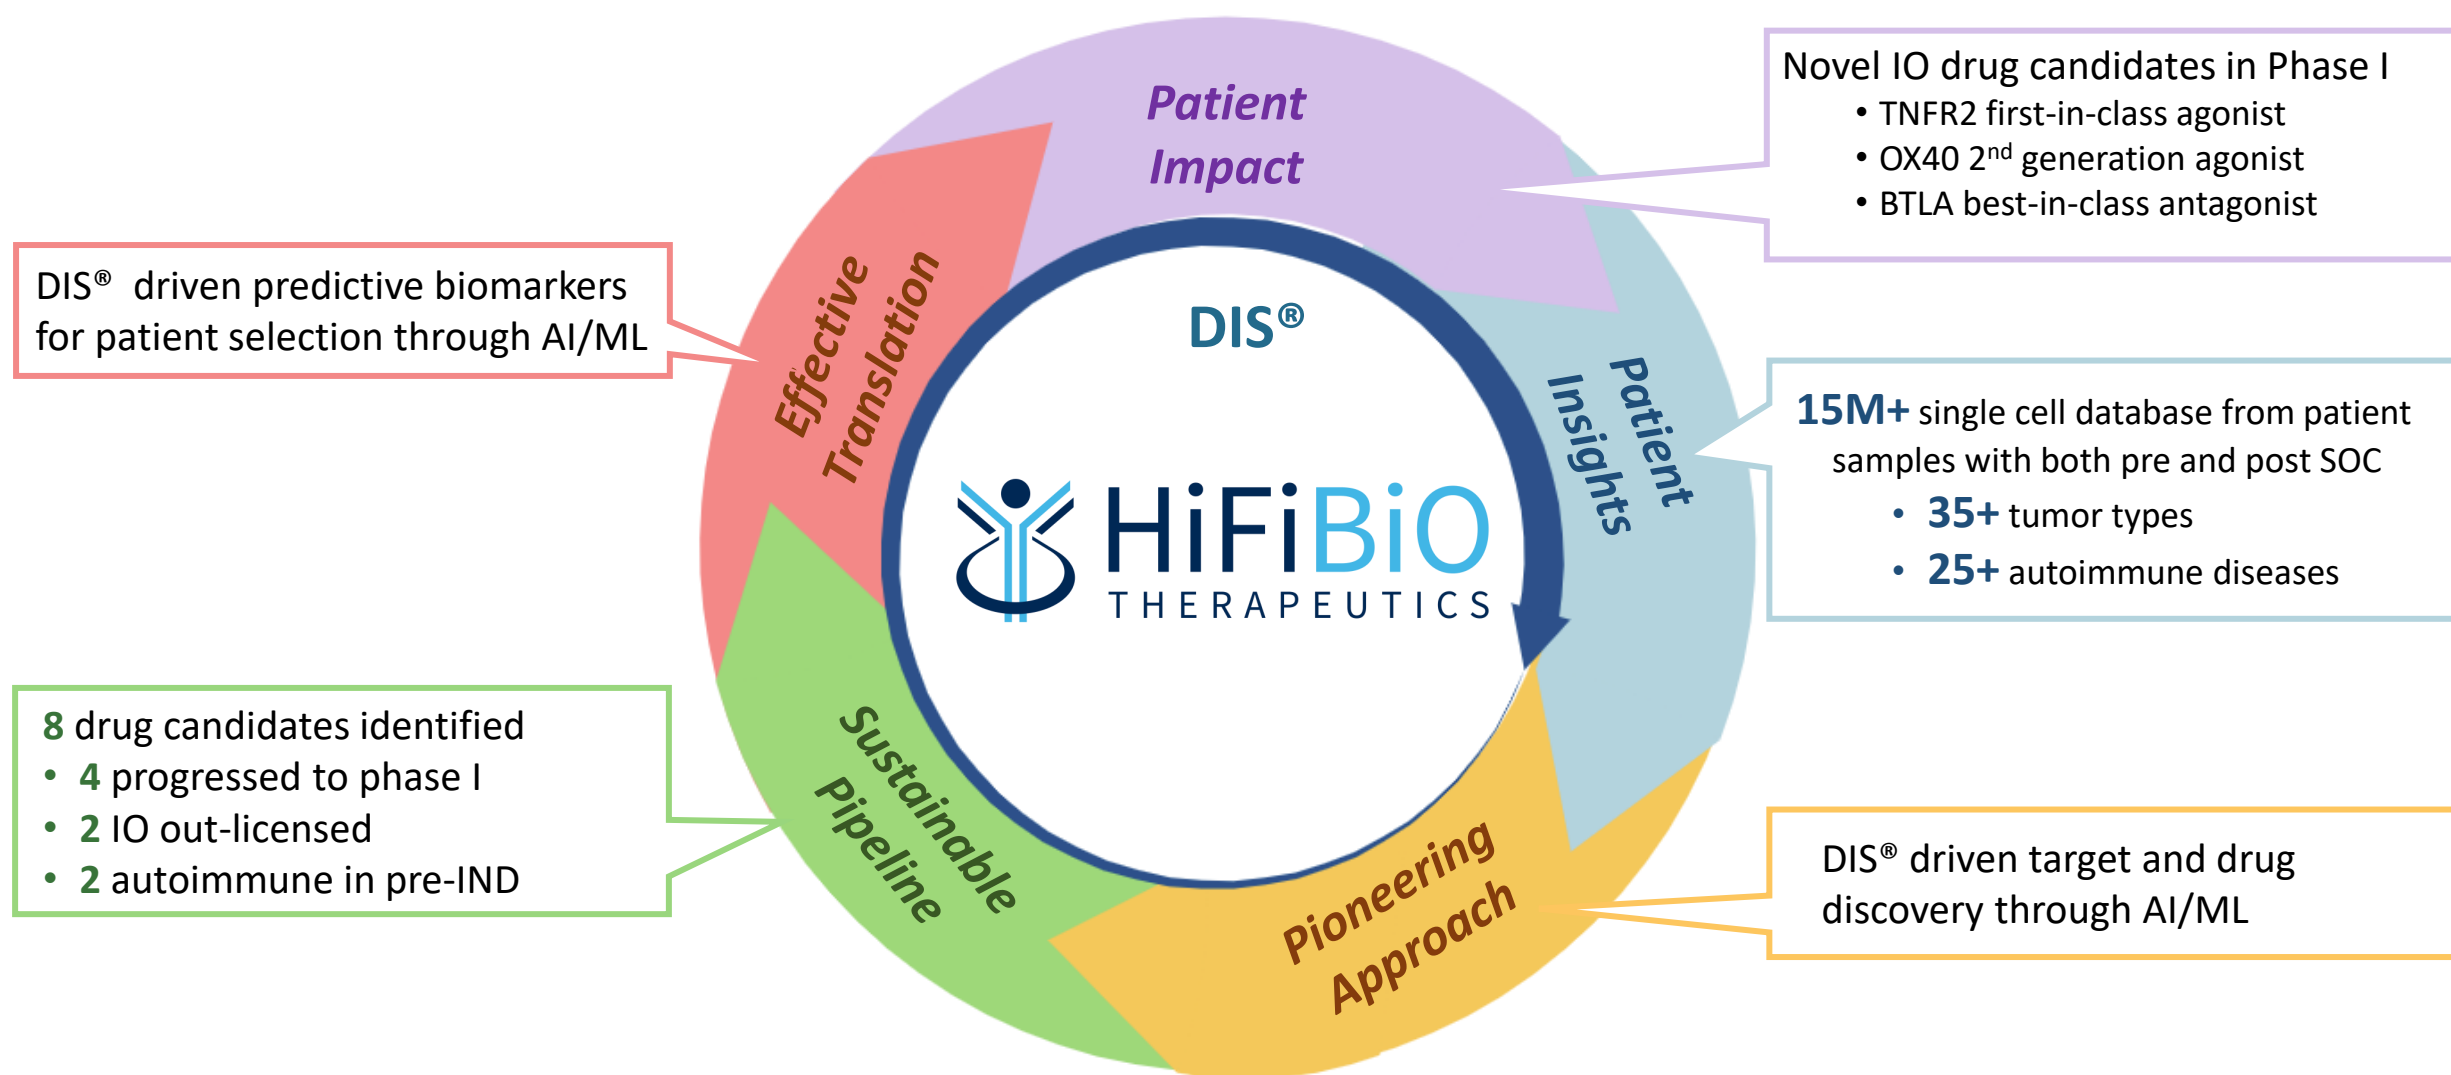 Patient
Impact
Novel IO drug candidates in Phase I
• TNFR2 first-in-class agonist
• OX40 2nd generation agonist
• BTLA best-in-class antagonist
Effective
Translation
DIS® driven predictive biomarkers
for patient selection through AI/ML
DIS®
HiFiBiO
THERAPEUTICS
Patient
Insights
15M+ single cell database from patient
samples with both pre and post SOC
• 35+ tumor types
• 25+ autoimmune diseases
Sustainable
Pipeline
8 drug candidates identified
• 4 progressed to phase I
• 2 IO out-licensed
• 2 autoimmune in pre-IND
Pioneering
Approach
DIS® driven target and drug
discovery through AI/ML